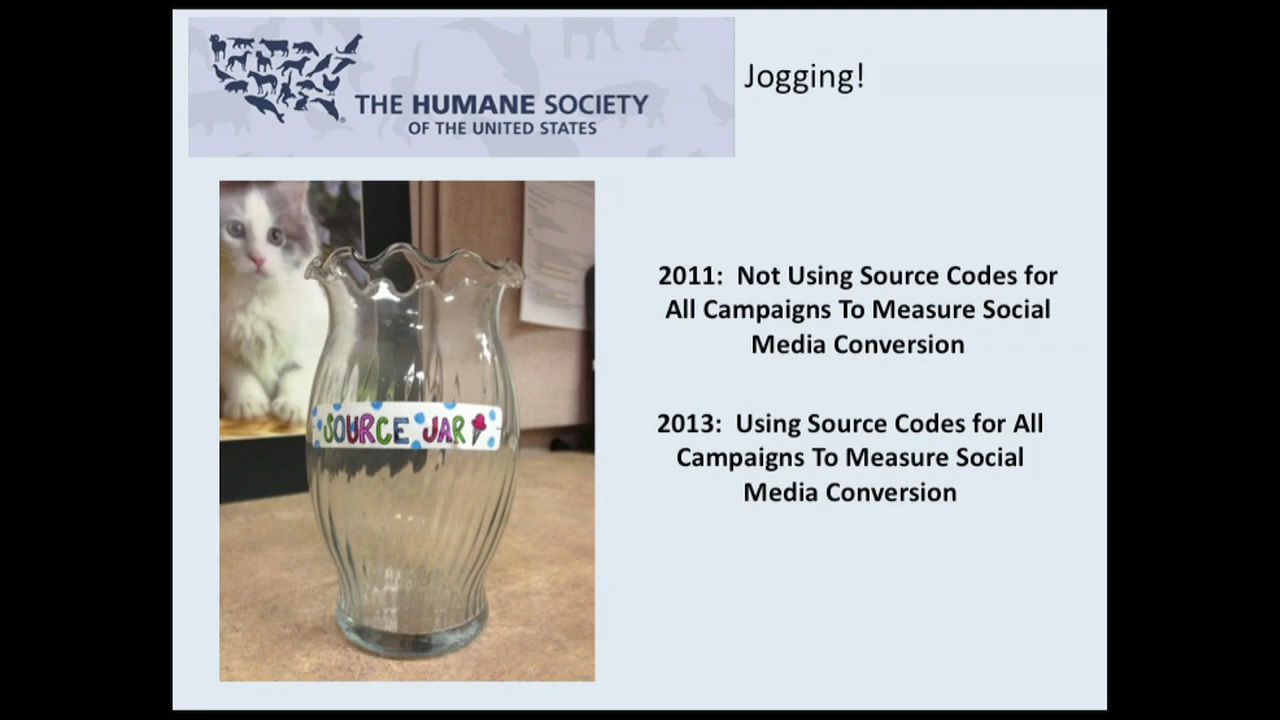 THE HUMANE SOCIETY
OF THE UNITED STATES
Jogging!
SOURCE JAR
2011: Not Using Source Codes for
All Campaigns To Measure Social
Media Conversion
2013: Using Source Codes for All
Campaigns To Measure Social
Media Conversion